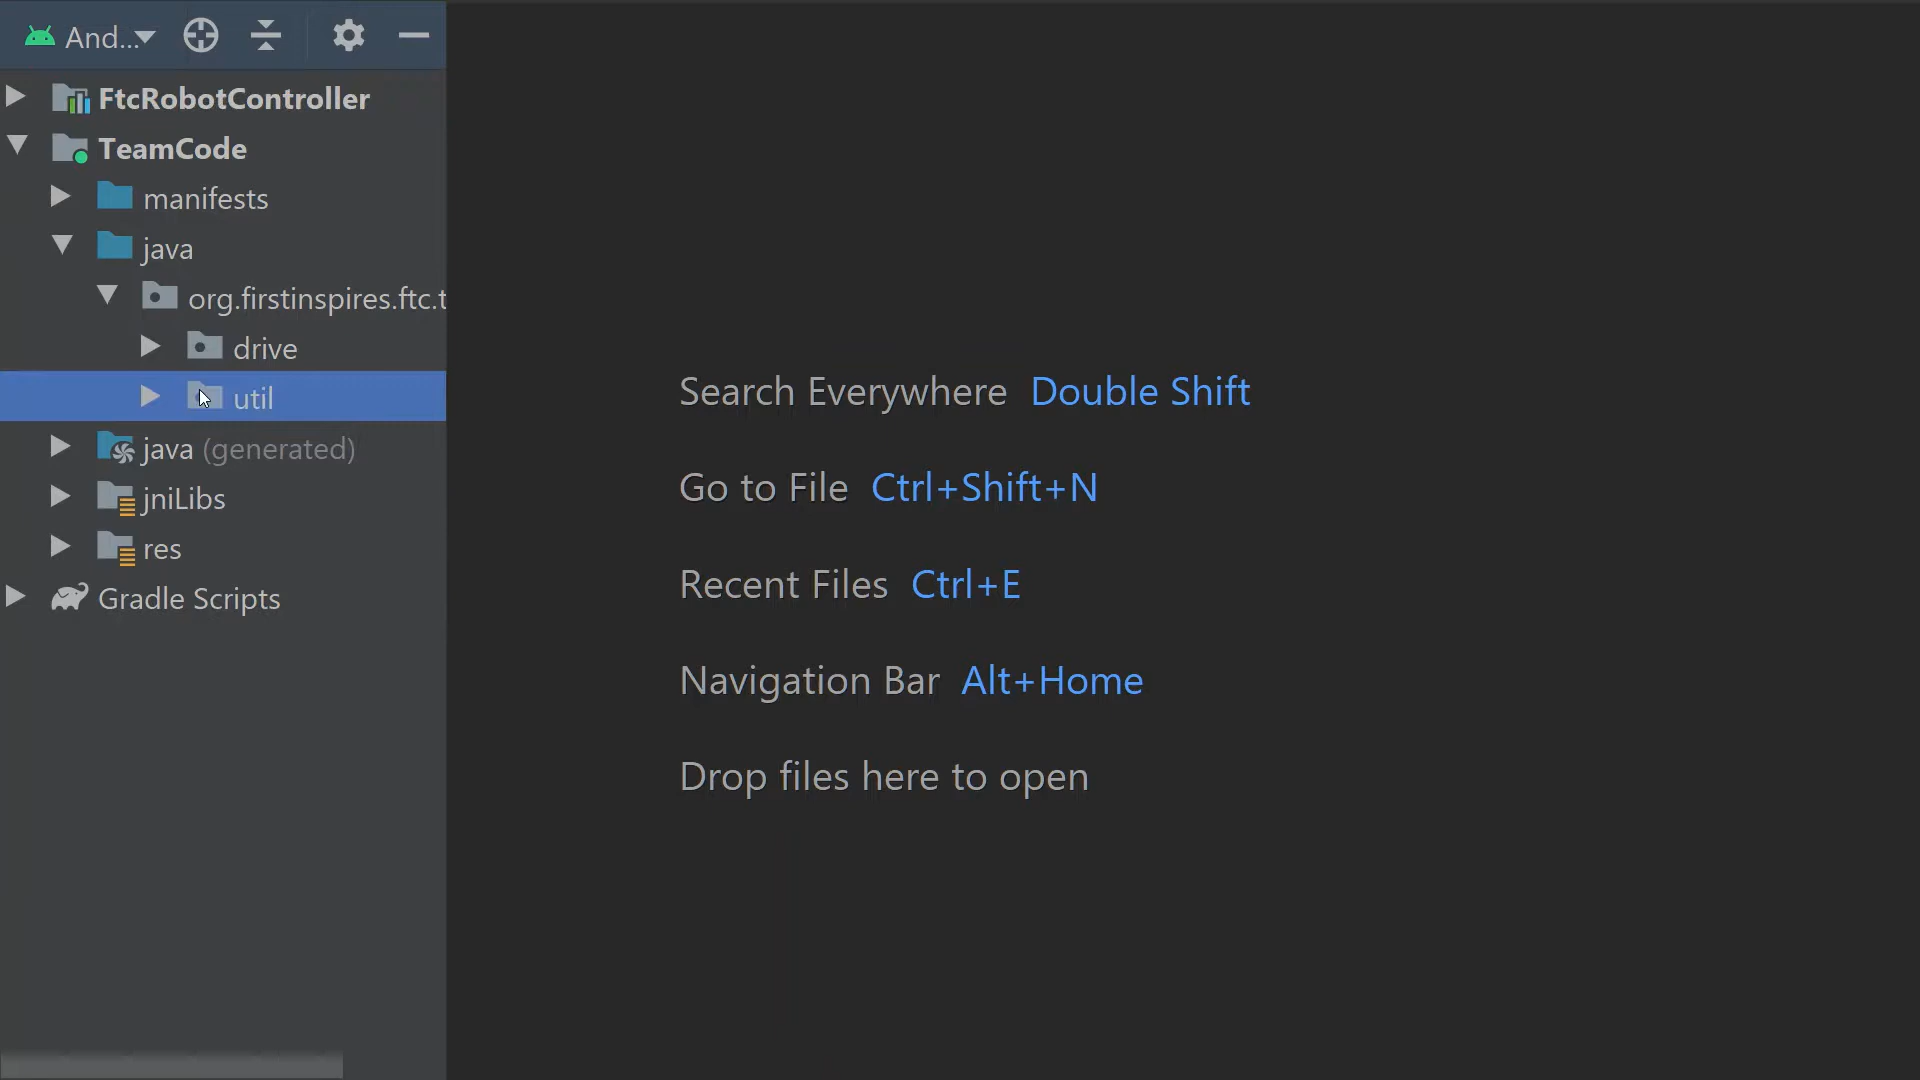 And...
FtcRobotController
TeamCode
manifests
java
org.firstinspires.ftc.t
drive
util
java (generated)
jniLibs
res
Gradle Scripts
Search Everywhere Double Shift
Go to File Ctrl+Shift+N
Recent Files Ctrl+E
Navigation Bar Alt+Home
Drop files here to open